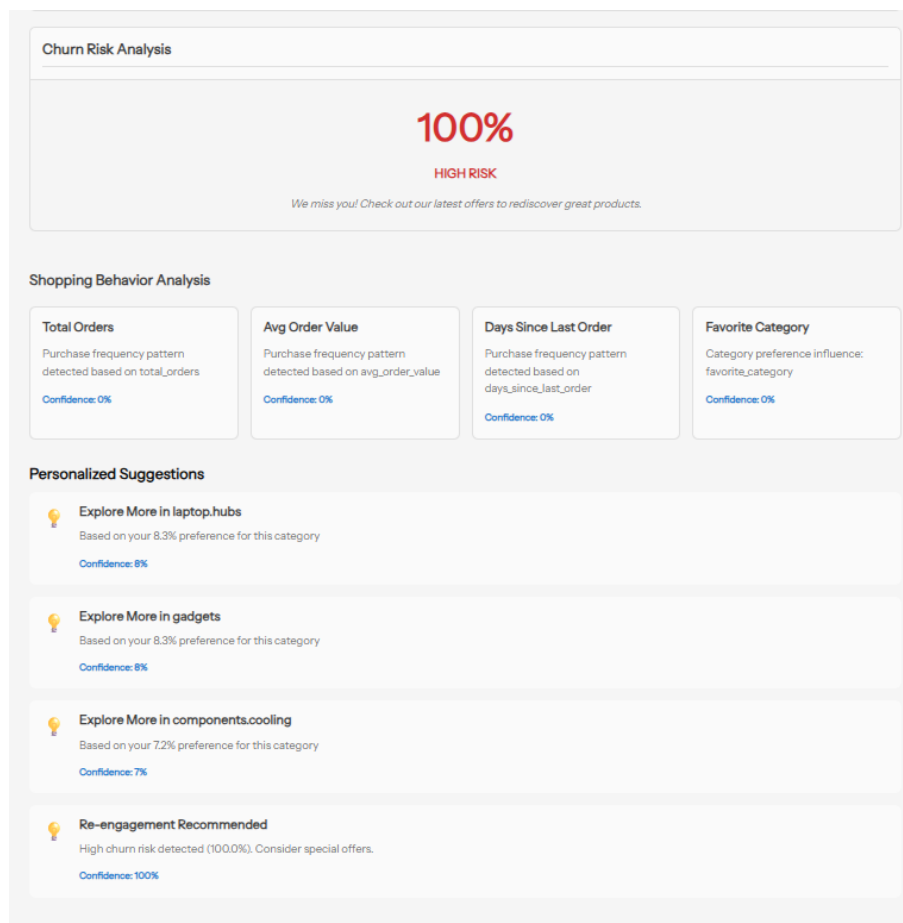 Churn Risk Analysis
100%
HIGH RISK
We miss you! Check out our latest offers to rediscover great products.
Shopping Behavior Analysis
Total Orders
Purchase frequency pattern
detected based on total_orders
Confidence: 0%
Avg Order Value
Purchase frequency pattern
detected based on avg_order_value
Confidence: 0%
Days Since Last Order
Purchase frequency pattern
detected based on
days_since_last_order
Confidence: 0%
Favorite Category
Category preference influence:
favorite_category
Confidence: 0%
Personalized Suggestions
Explore More in laptop.hubs
Based on your 8.3% preference for this category
Confidence: 8%
Explore More in gadgets
Based on your 8.3% preference for this category
Confidence: 8%
Explore More in components.cooling
Based on your 7.2% preference for this category
Confidence: 7%
Re-engagement Recommended
High churn risk detected (100.0%). Consider special offers.
Confidence: 100%